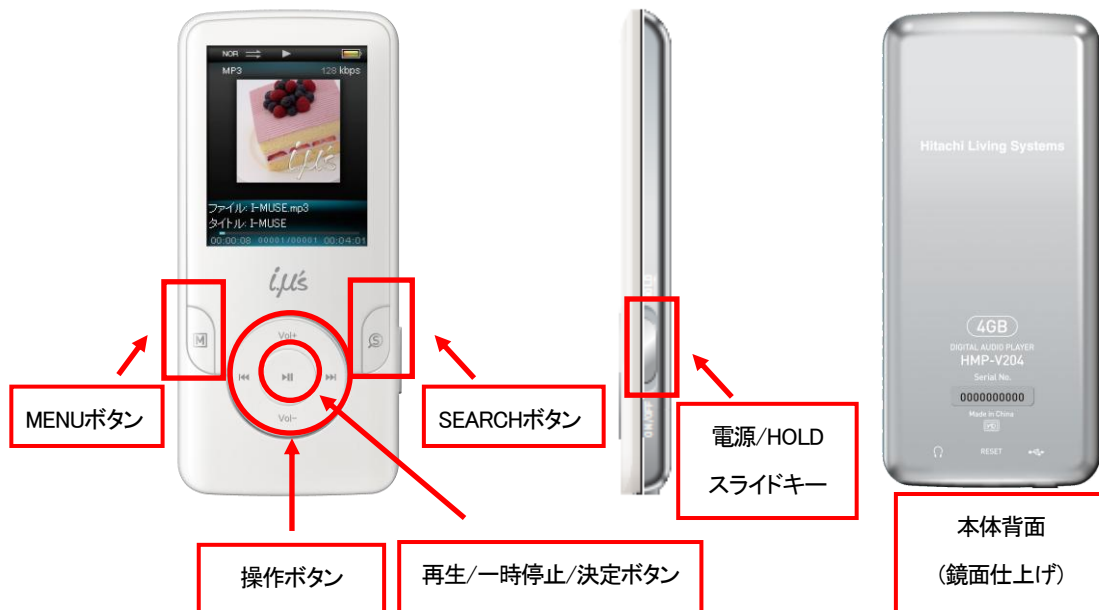 NOR
MP3 128 kbps
i.μ's
ファイル: I-MUSE.mp3
タイトル: I-MUSE
00:00:08 00001/00001 00:04:01
i.μ's
M
S
Vol+
Vol-
MENUボタン
SEARCHボタン
操作ボタン
再生/一時停止/決定ボタン
HOLD
ON/OFF
電源/HOLD
スライドキー
Hitachi Living Systems
4GB
DIGITAL AUDIO PLAYER
HMP-V204
Serial No.
0000000000
Made in China
RESET
本体背面
(鏡面仕上げ)